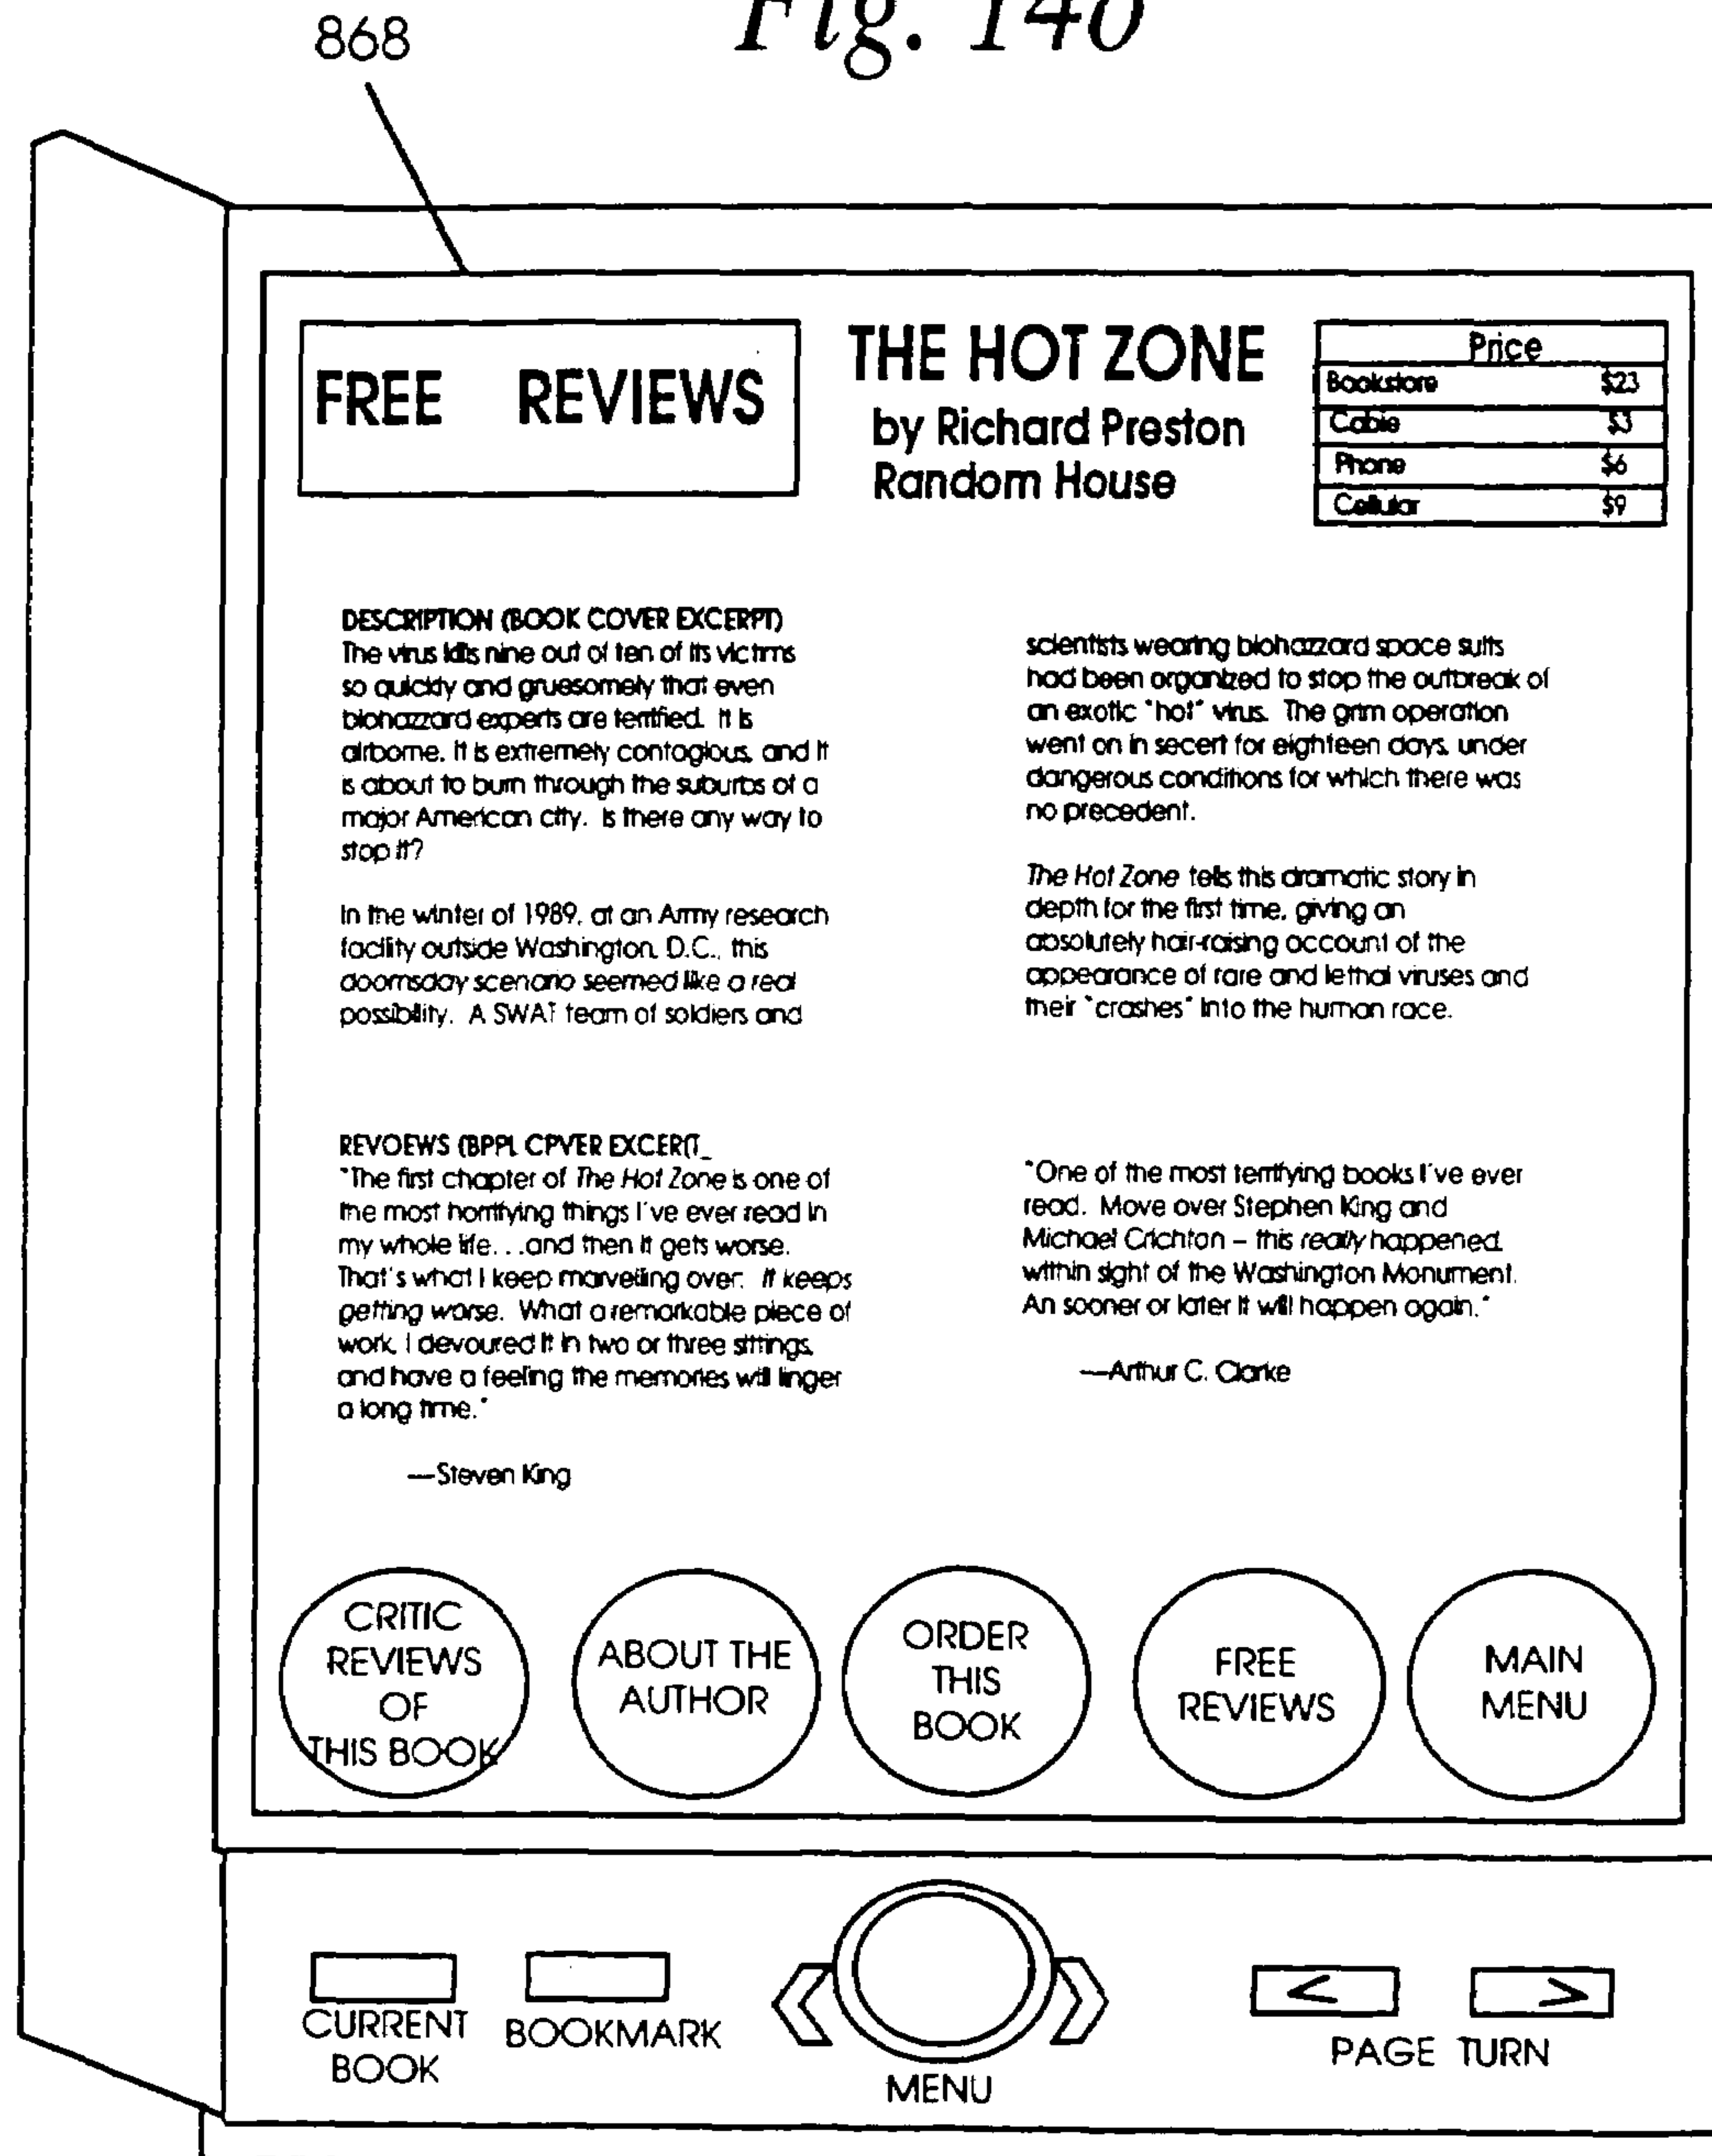 Fig. 140
868
FREE REVIEWS
THE HOT ZONE
by Richard Preston
Random House
Price
Bookstore $23
Cable $3
Phone $6
Cellular $9
DESCRIPTION (BOOK COVER EXCERPT)
The virus kills nine out of ten of its victims
so quickly and gruesomely that even
biohazzard experts are terrified. It is
airborne. It is extremely contagious, and it
is about to burn through the suburbs of a
major American city. Is there any way to
stop it?
In the winter of 1989, at an Army research
facility outside Washington, D.C., this
doomsday scenario seemed like a real
possibility. A SWAT team of soldiers and
scientists wearing biohazzard space suits
had been organized to stop the outbreak of
an exotic "hot" virus. The grim operation
went on in secert for eighteen days, under
dangerous conditions for which there was
no precedent.
The Hot Zone tells this dramatic story in
depth for the first time, giving an
absolutely hair-raising account of the
appearance of rare and lethal viruses and
their "crashes" into the human race.
REVOEWS (BPPL CPVER EXCER(T_
"The first chapter of The Hot Zone is one of
the most horrifying things I've ever read in
my whole life...and then it gets worse.
That's what I keep marveling over: It keeps
getting worse. What a remarkable piece of
work. I devoured it in two or three sittings,
and have a feeling the memories will linger
a long time."
—Steven King
"One of the most terrifying books I've ever
read. Move over Stephen King and
Michael Crichton – this really happened,
within sight of the Washington Monument.
An sooner or later it will happen again."
—Arthur C. Clarke
CRITIC
REVIEWS
OF
THIS BOOK
ABOUT THE
AUTHOR
ORDER
THIS
BOOK
FREE
REVIEWS
MAIN
MENU
CURRENT
BOOK
BOOKMARK
MENU
< >
PAGE TURN